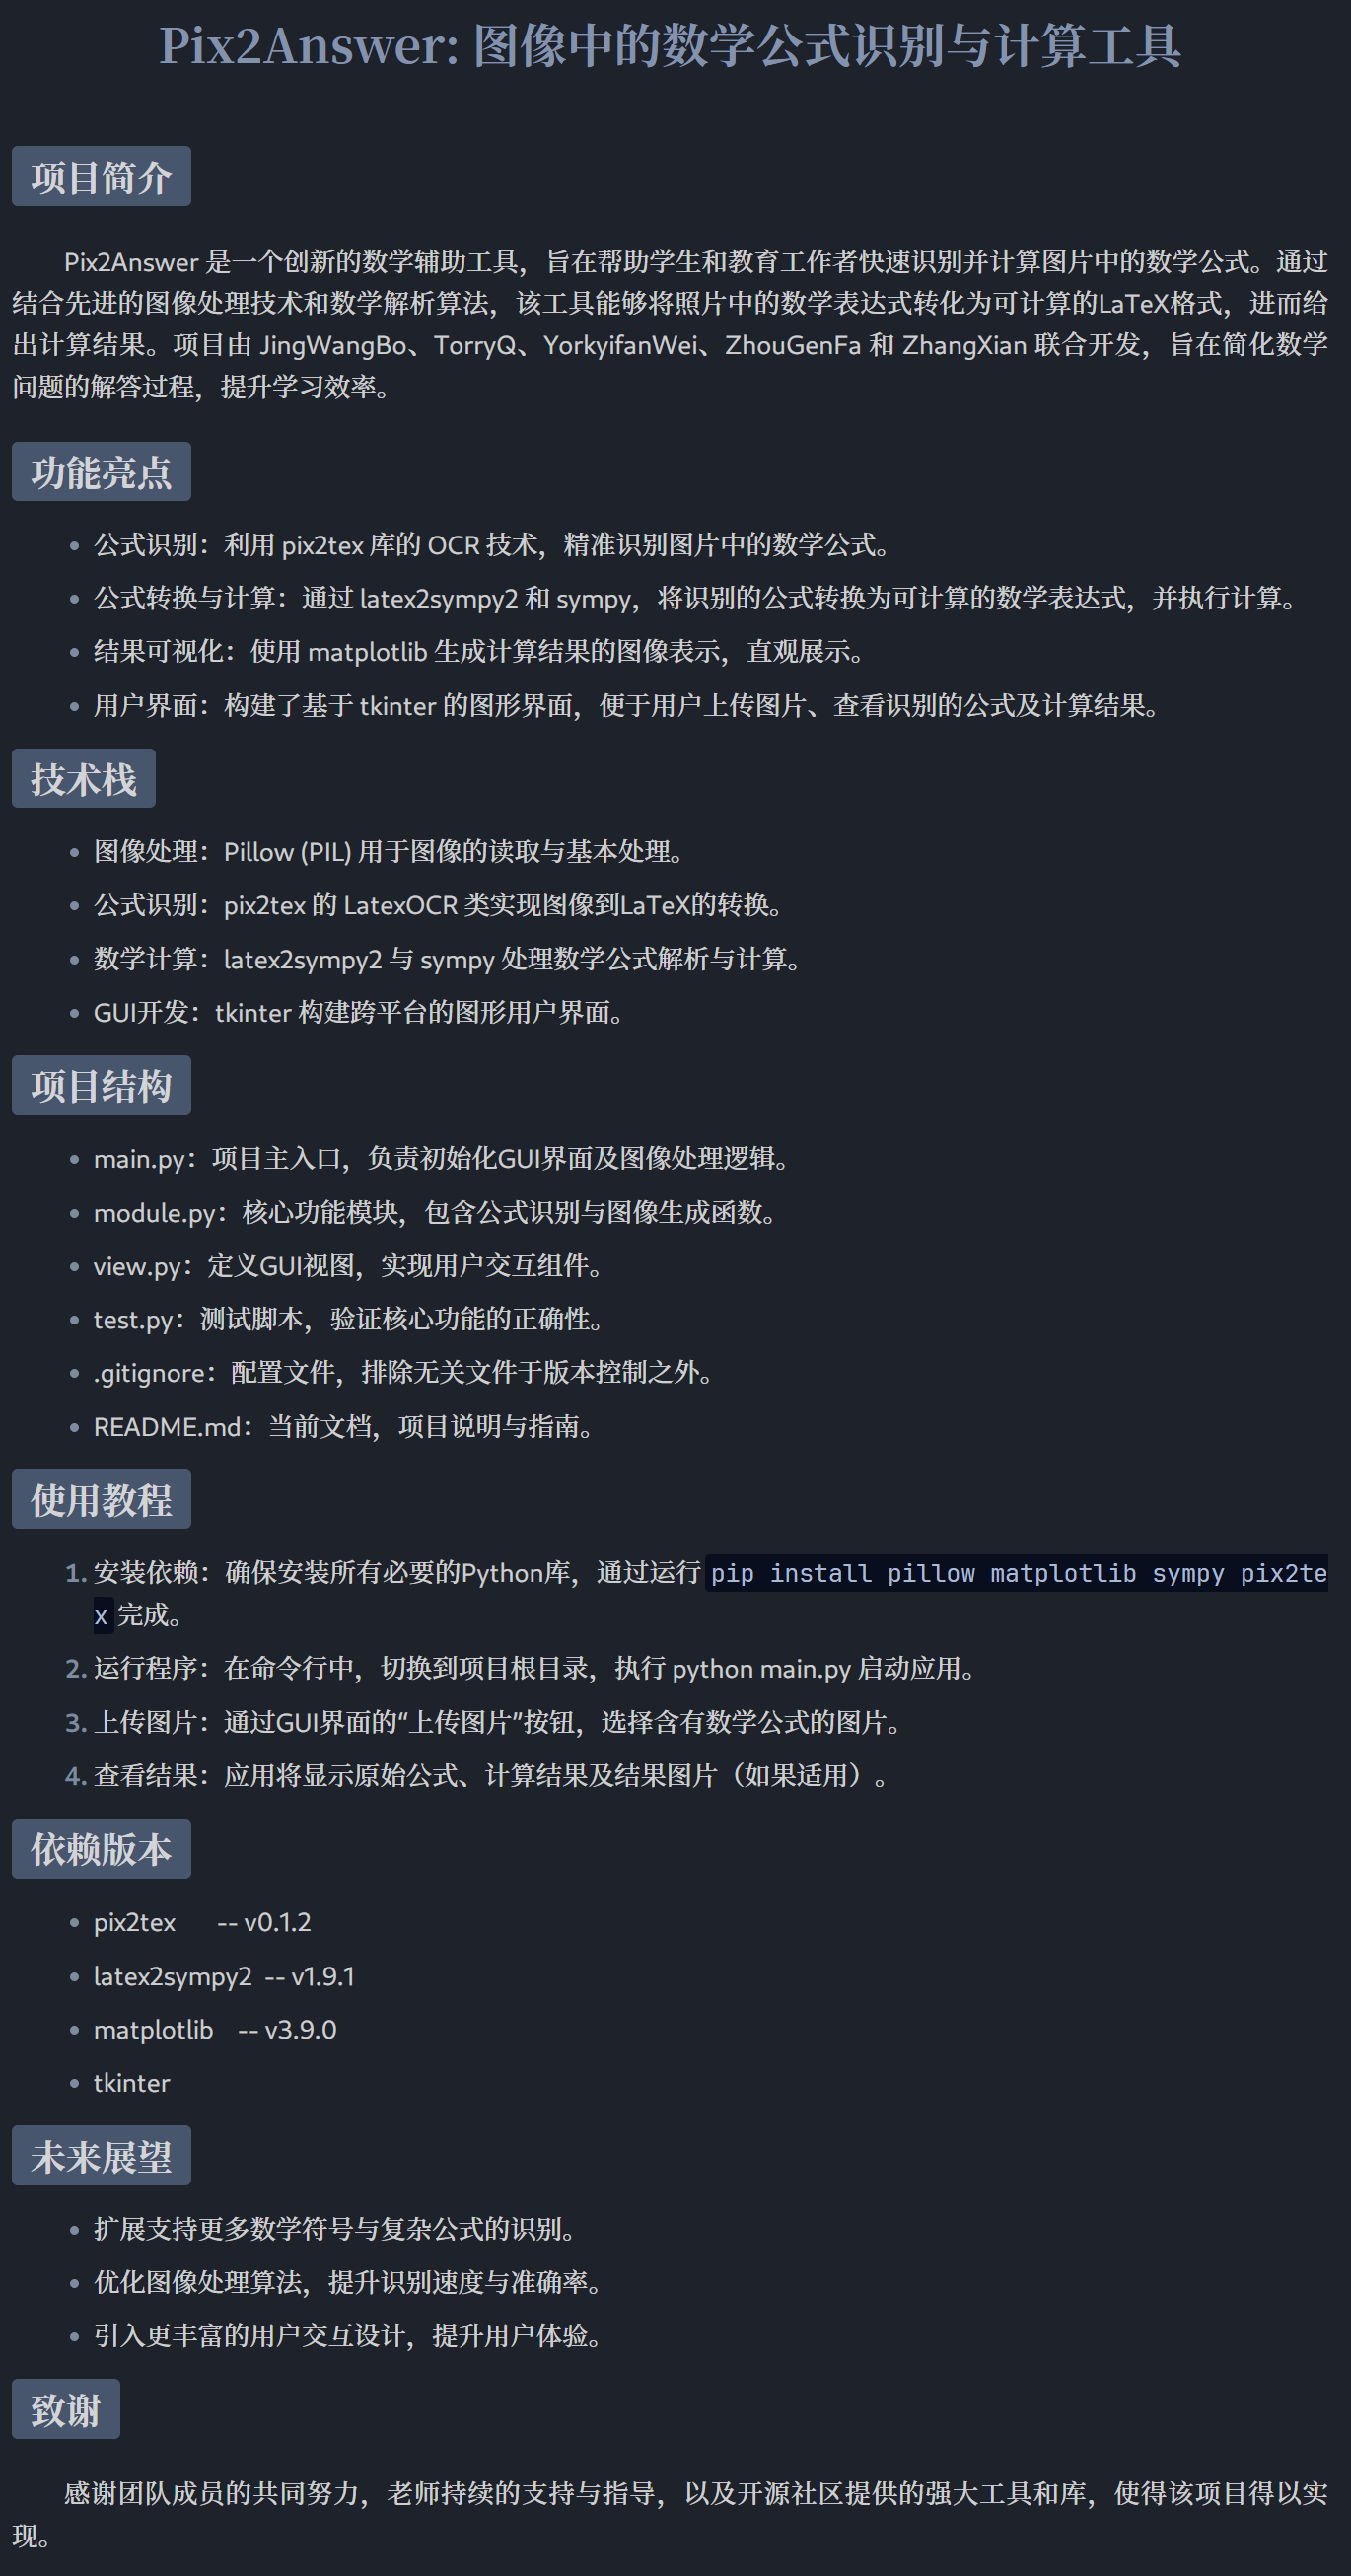 Pix2Answer: 图像中的数学公式识别与计算工具
项目简介
Pix2Answer 是一个创新的数学辅助工具，旨在帮助学生和教育工作者快速识别并计算图片中的数学公式。通过
结合先进的图像处理技术和数学解析算法，该工具能够将照片中的数学表达式转化为可计算的LaTeX格式，进而给
出计算结果。项目由 JingWangBo、TorryQ、YorkyifanWei、ZhouGenFa 和 ZhangXian 联合开发，旨在简化数学
问题的解答过程，提升学习效率。
功能亮点
• 公式识别：利用 pix2tex 库的 OCR 技术，精准识别图片中的数学公式。
• 公式转换与计算：通过 latex2sympy2 和 sympy，将识别的公式转换为可计算的数学表达式，并执行计算。
• 结果可视化：使用 matplotlib 生成计算结果的图像表示，直观展示。
• 用户界面：构建了基于 tkinter 的图形界面，便于用户上传图片、查看识别的公式及计算结果。
技术栈
• 图像处理：Pillow (PIL) 用于图像的读取与基本处理。
• 公式识别：pix2tex 的 LatexOCR 类实现图像到LaTeX的转换。
• 数学计算：latex2sympy2 与 sympy 处理数学公式解析与计算。
• GUI开发：tkinter 构建跨平台的图形用户界面。
项目结构
• main.py：项目主入口，负责初始化GUI界面及图像处理逻辑。
• module.py：核心功能模块，包含公式识别与图像生成函数。
• view.py：定义GUI视图，实现用户交互组件。
• test.py：测试脚本，验证核心功能的正确性。
• .gitignore：配置文件，排除无关文件于版本控制之外。
• README.md：当前文档，项目说明与指南。
使用教程
1. 安装依赖：确保安装所有必要的Python库，通过运行 pip install pillow matplotlib sympy pix2te
x 完成。
2. 运行程序：在命令行中，切换到项目根目录，执行 python main.py 启动应用。
3. 上传图片：通过GUI界面的“上传图片”按钮，选择含有数学公式的图片。
4. 查看结果：应用将显示原始公式、计算结果及结果图片（如果适用）。
依赖版本
• pix2tex -- v0.1.2
• latex2sympy2 -- v1.9.1
• matplotlib -- v3.9.0
• tkinter
未来展望
• 扩展支持更多数学符号与复杂公式的识别。
• 优化图像处理算法，提升识别速度与准确率。
• 引入更丰富的用户交互设计，提升用户体验。
致谢
感谢团队成员的共同努力，老师持续的支持与指导，以及开源社区提供的强大工具和库，使得该项目得以实
现。